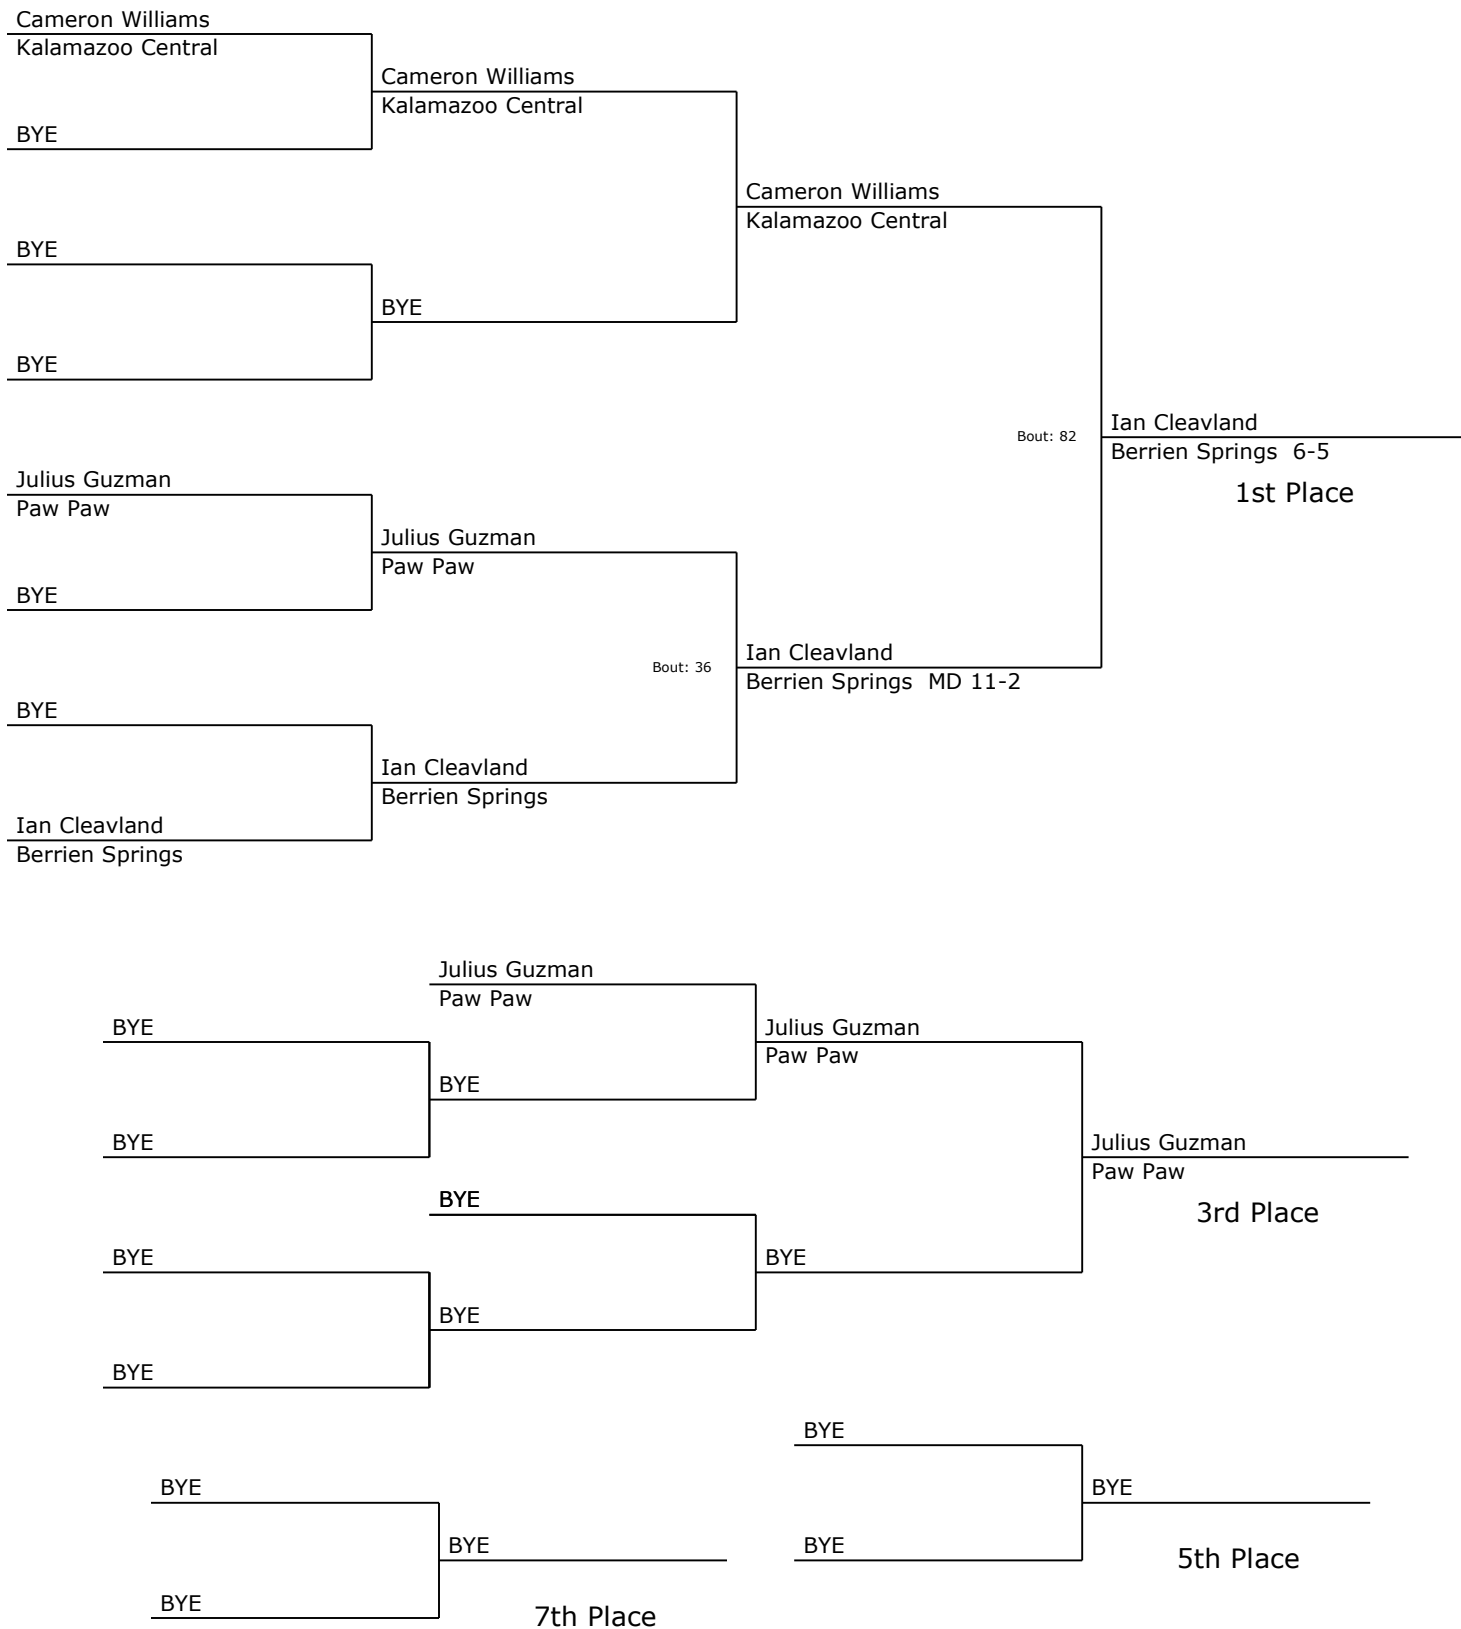 Cameron Williams
Kalamazoo Central
Cameron Williams
Kalamazoo Central
BYE
Cameron Williams
Kalamazoo Central
BYE
BYE
BYE
Ian Cleavland
Bout: 82
Berrien Springs  6-5
Julius Guzman
1st Place
Paw Paw
Julius Guzman
Paw Paw
BYE
Ian Cleavland
Bout: 36
Berrien Springs  MD 11-2
BYE
Ian Cleavland
Berrien Springs
Ian Cleavland
Berrien Springs
Julius Guzman
Paw Paw
BYE
Julius Guzman
Paw Paw
BYE
BYE
Julius Guzman
Paw Paw
BYE
3rd Place
BYE
BYE
BYE
BYE
BYE
BYE
BYE
BYE
BYE
5th Place
BYE
7th Place